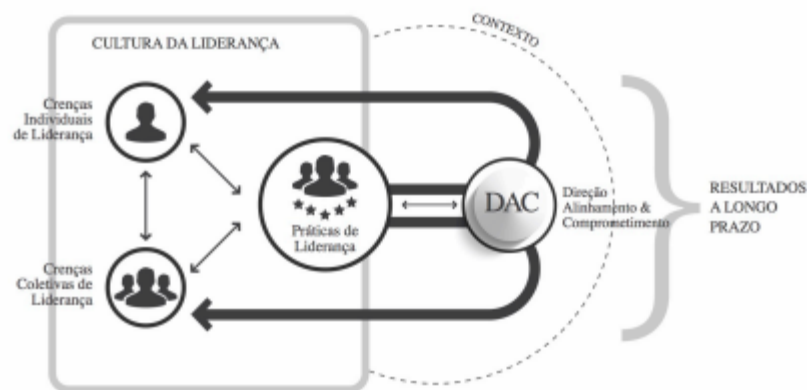 CULTURA DA LIDERANÇA
CONTEXTO
Crenças
Individuais
de Liderança
Práticas de
Liderança
DAC
Direção
Alinhamento &
Comprometimento
RESULTADOS
A LONGO
PRAZO
Crenças
Coletivas de
Liderança